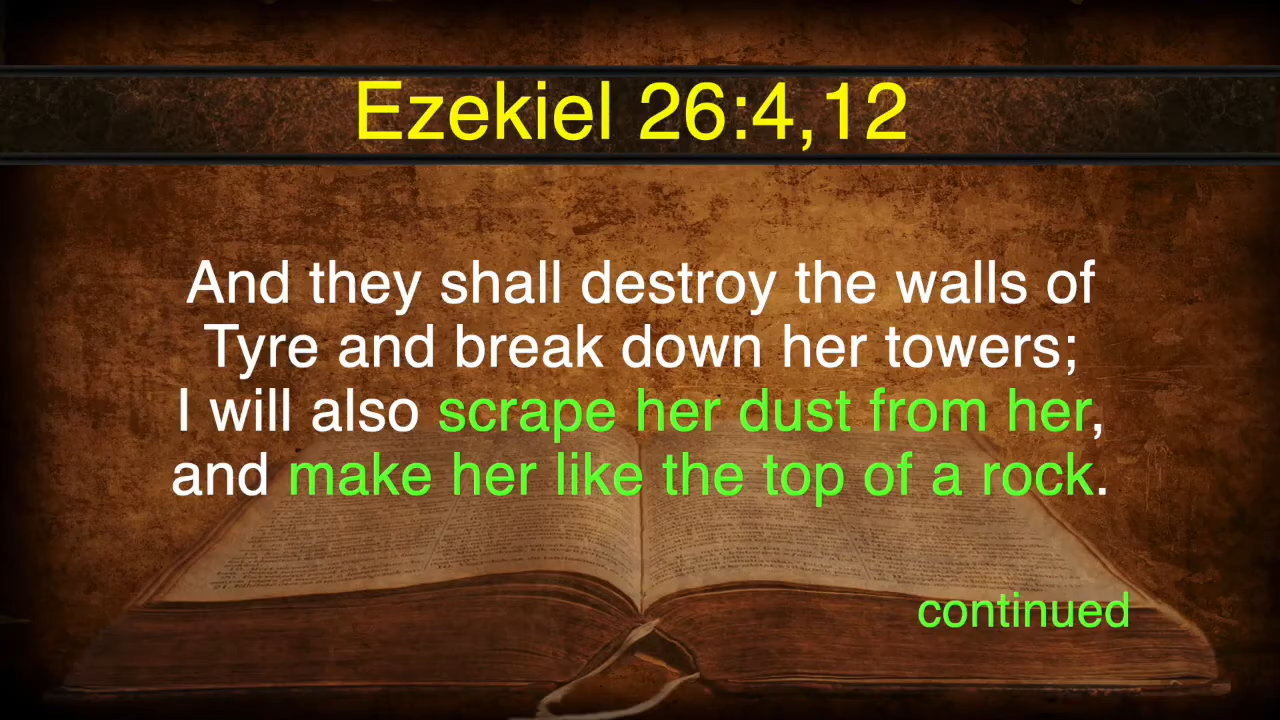 Ezekiel 26:4,12
And they shall destroy the walls of
Tyre and break down her towers;
I will also scrape her dust from her,
and make her like the top of a rock.
continued